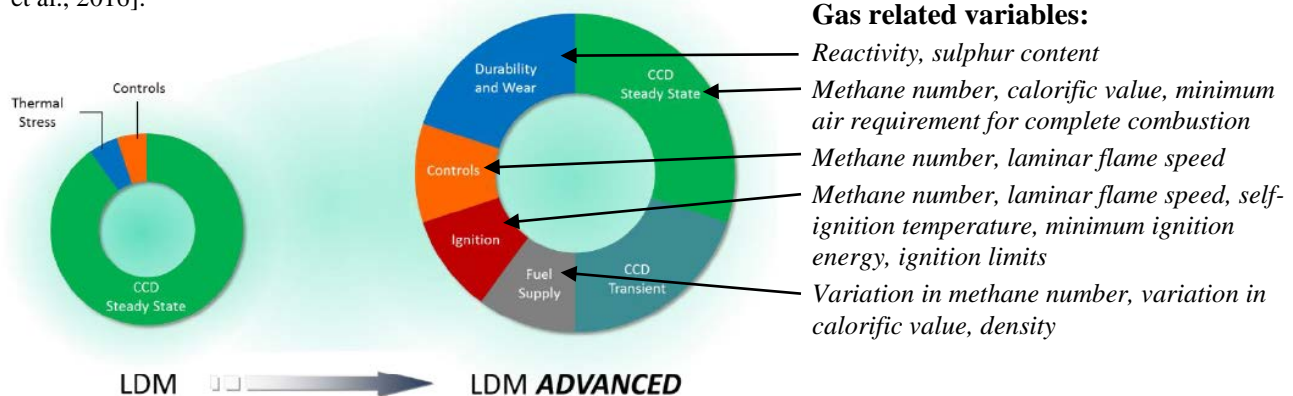 et al., 2016].
Gas related variables:
Reactivity, sulphur content
Methane number, calorific value, minimum
air requirement for complete combustion
Methane number, laminar flame speed
Methane number, laminar flame speed, self-
ignition temperature, minimum ignition
energy, ignition limits
Variation in methane number, variation in
calorific value, density
Thermal
Stress
Controls
CCD
Steady State
LDM
Durability
and Wear
CCD
Steady State
Controls
Ignition
Fuel
Supply
CCD
Transient
LDM ADVANCED